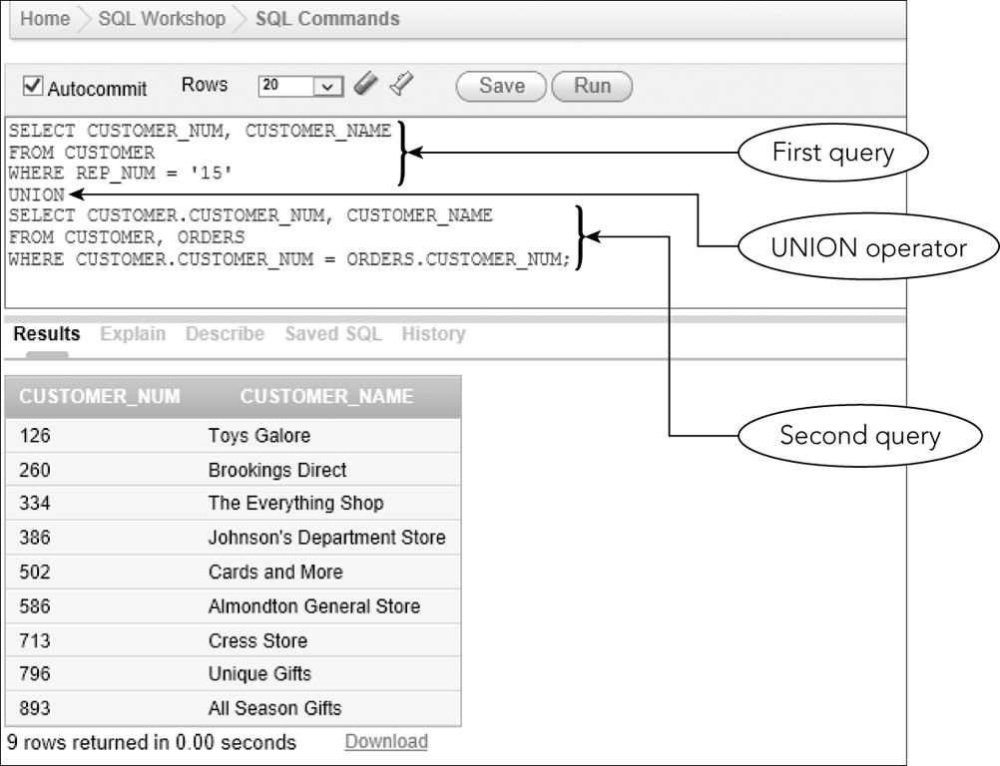 Home SQL Workshop SQL Commands
Autocommit Rows 20 Save Run
SELECT CUSTOMER_NUM, CUSTOMER_NAME
FROM CUSTOMER
WHERE REP_NUM = '15'
UNION
SELECT CUSTOMER.CUSTOMER_NUM, CUSTOMER_NAME
FROM CUSTOMER, ORDERS
WHERE CUSTOMER.CUSTOMER_NUM = ORDERS.CUSTOMER_NUM;
First query
UNION operator
Second query
Results Explain Describe Saved SQL History
CUSTOMER_NUM CUSTOMER_NAME
126 Toys Galore
260 Brookings Direct
334 The Everything Shop
386 Johnson's Department Store
502 Cards and More
586 Almondton General Store
713 Cress Store
796 Unique Gifts
893 All Season Gifts
9 rows returned in 0.00 seconds Download